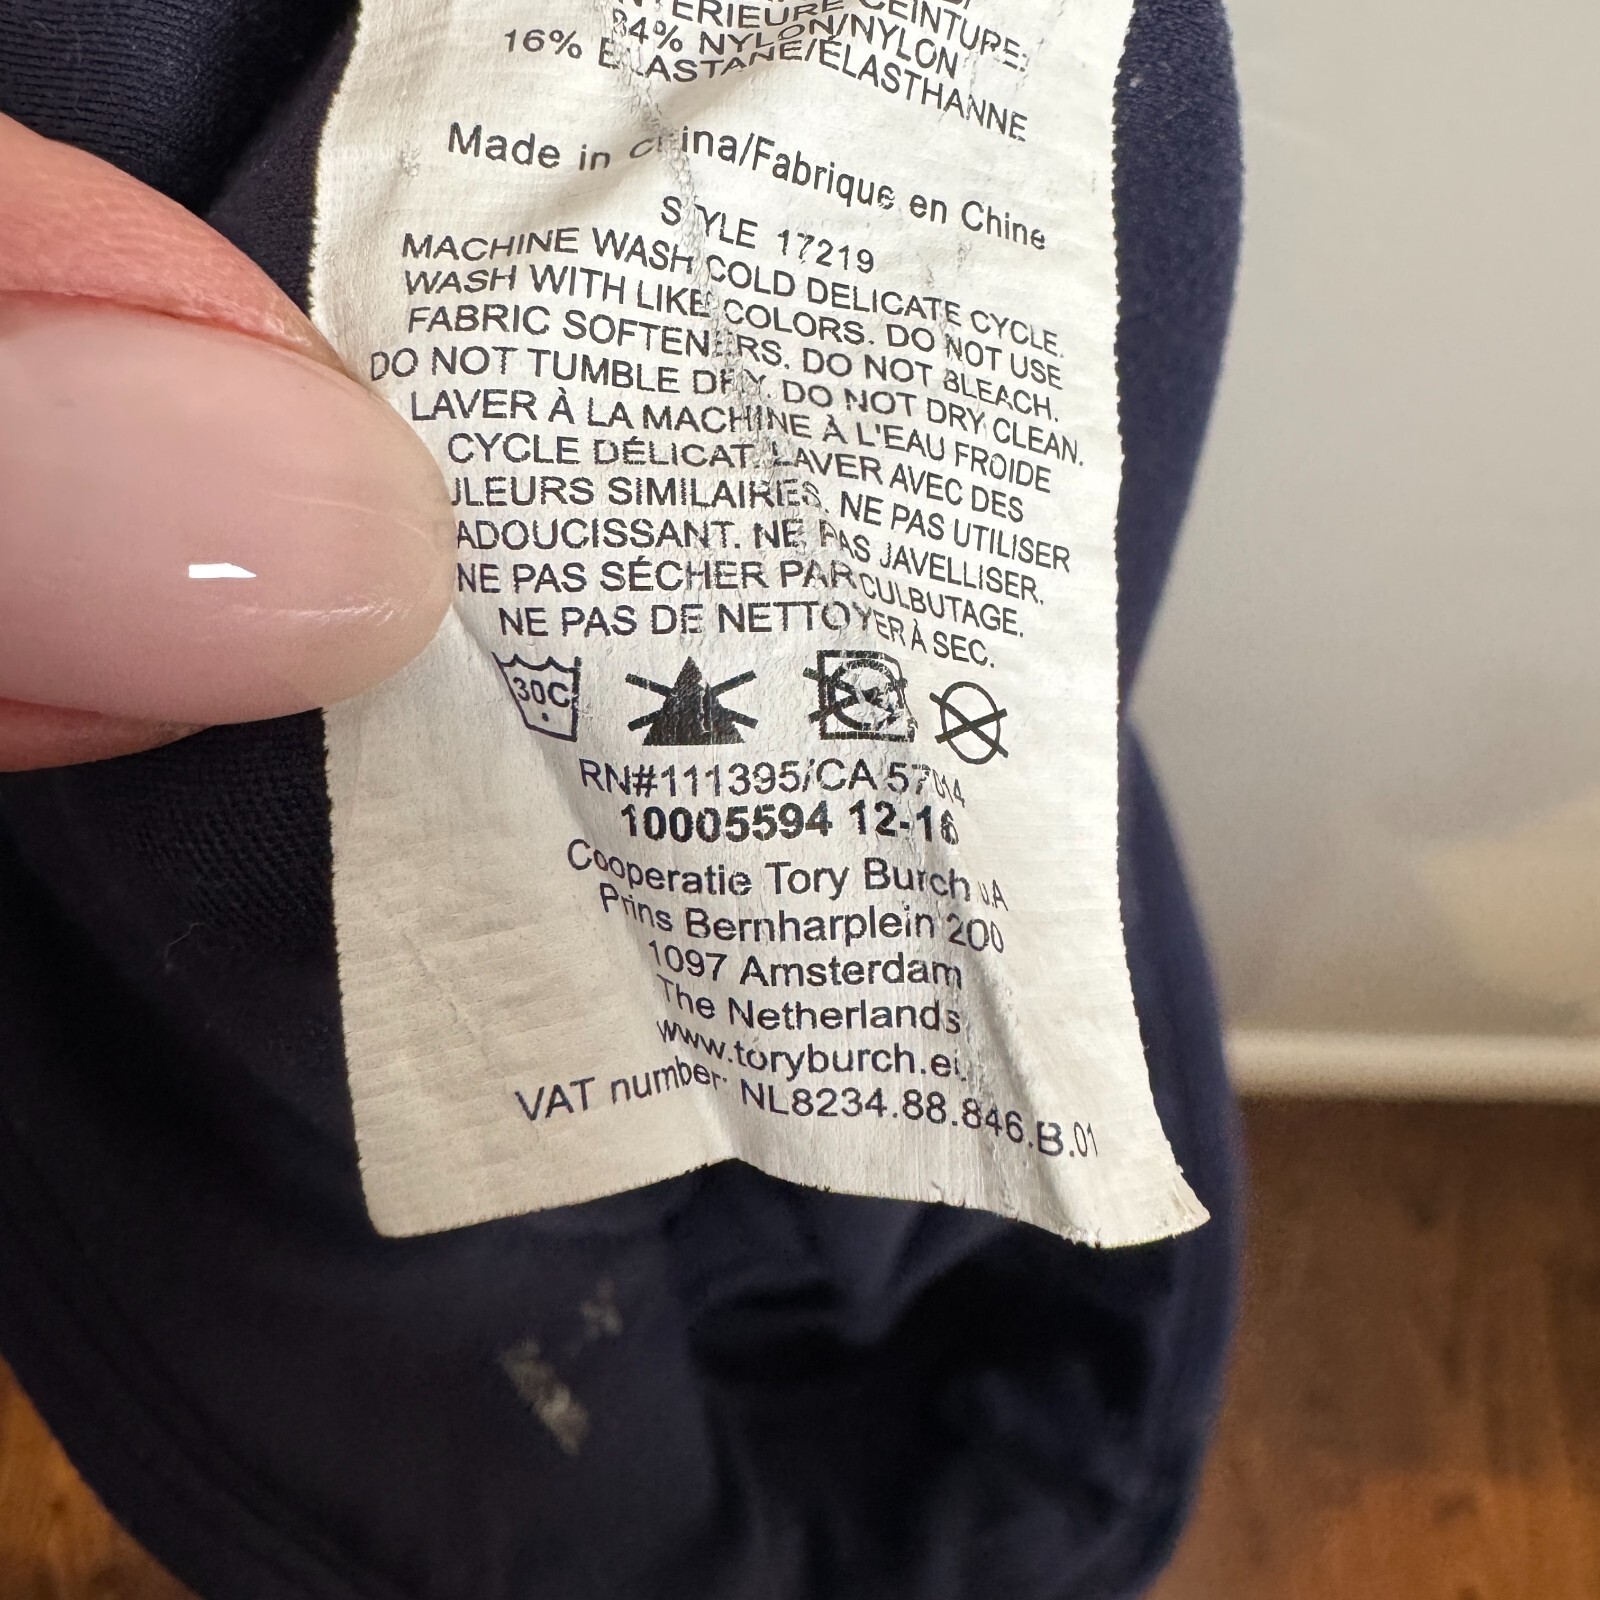 CEINTURE:
84% NYLON/NYLON
16% ELASTANE/ÉLASTHANNE
Made in China/Fabrique en Chine
STYLE 17219
MACHINE WASH COLD DELICATE CYCLE.
WASH WITH LIKE COLORS. DO NOT USE
FABRIC SOFTENERS. DO NOT BLEACH.
DO NOT TUMBLE DRY. DO NOT DRY CLEAN.
LAVER À LA MACHINE À L'EAU FROIDE
CYCLE DÉLICAT. LAVER AVEC DES
ULEURS SIMILAIRES. NE PAS UTILISER
ADOUCISSANT. NE PAS JAVELLISER.
NE PAS SÉCHER PAR CULBUTAGE.
NE PAS DE NETTOYER À SEC.
30C
RN#111395/CA 57014
10005594 12-16
Cooperatie Tory Burch UA
Prins Bernharplein 200
1097 Amsterdam
The Netherlands
www.toryburch.eu
VAT number: NL8234.88.846.B.01